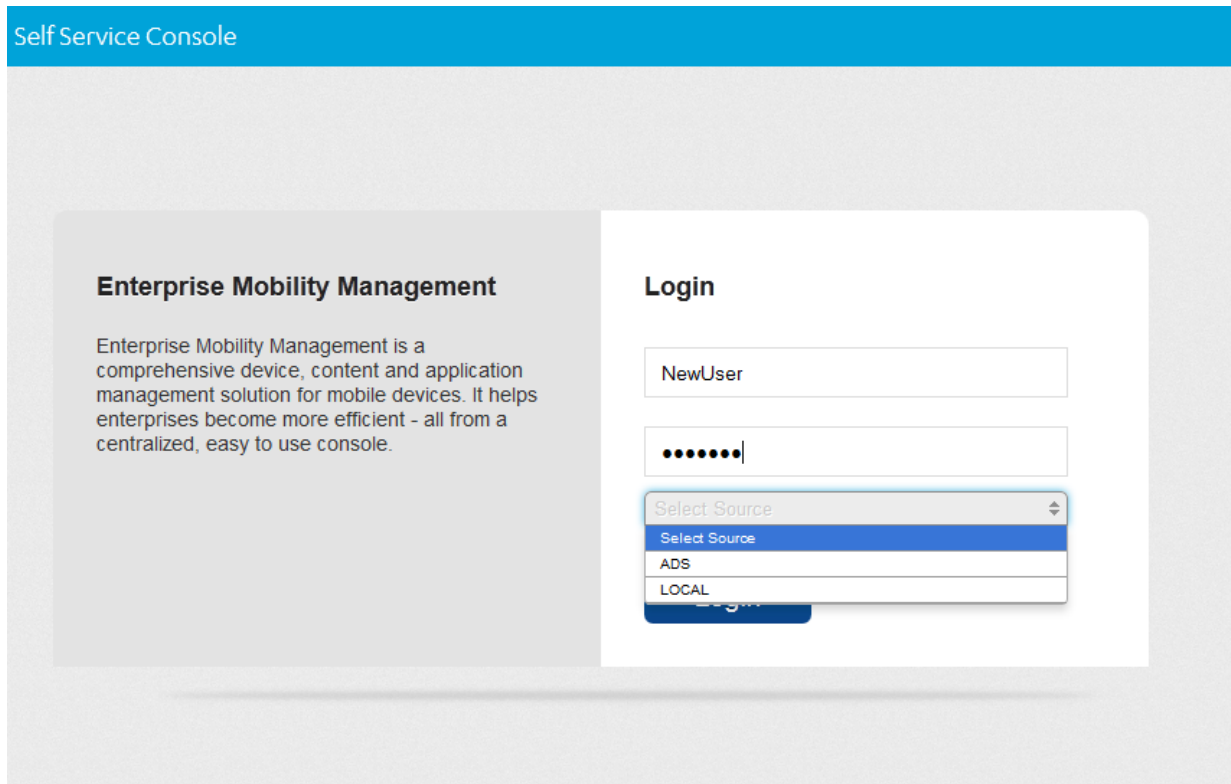 Self Service Console
Enterprise Mobility Management
Enterprise Mobility Management is a
comprehensive device, content and application
management solution for mobile devices. It helps
enterprises become more efficient - all from a
centralized, easy to use console.
Login
NewUser
•••••••
Select Source
Select Source
ADS
LOCAL
Login